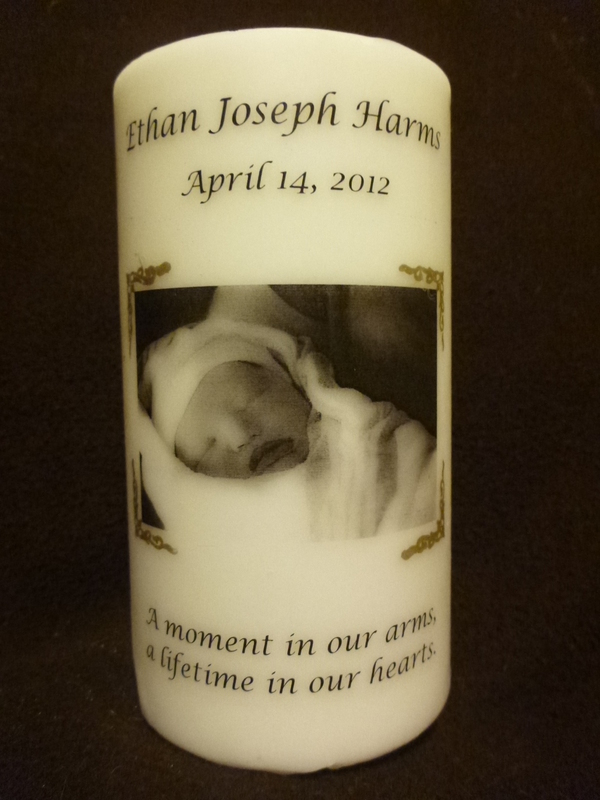 Ethan Joseph Harms
April 14, 2012
A moment in our arms,
a lifetime in our hearts.